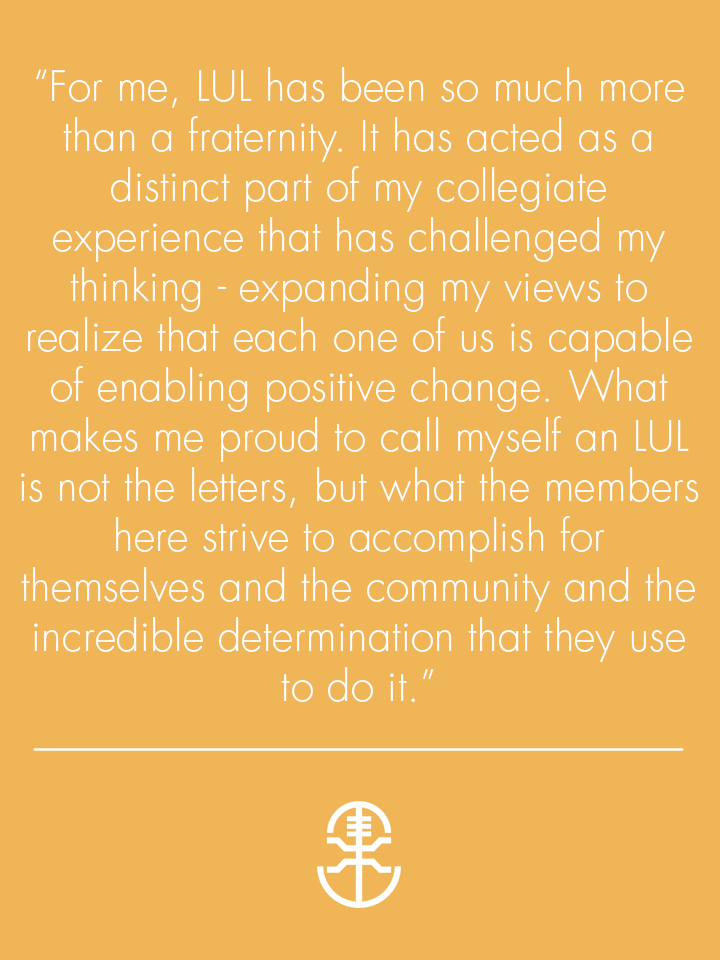 “For me, LUL has been so much more
than a fraternity. It has acted as a
distinct part of my collegiate
experience that has challenged my
thinking - expanding my views to
realize that each one of us is capable
of enabling positive change. What
makes me proud to call myself an LUL
is not the letters, but what the members
here strive to accomplish for
themselves and the community and the
incredible determination that they use
to do it.”